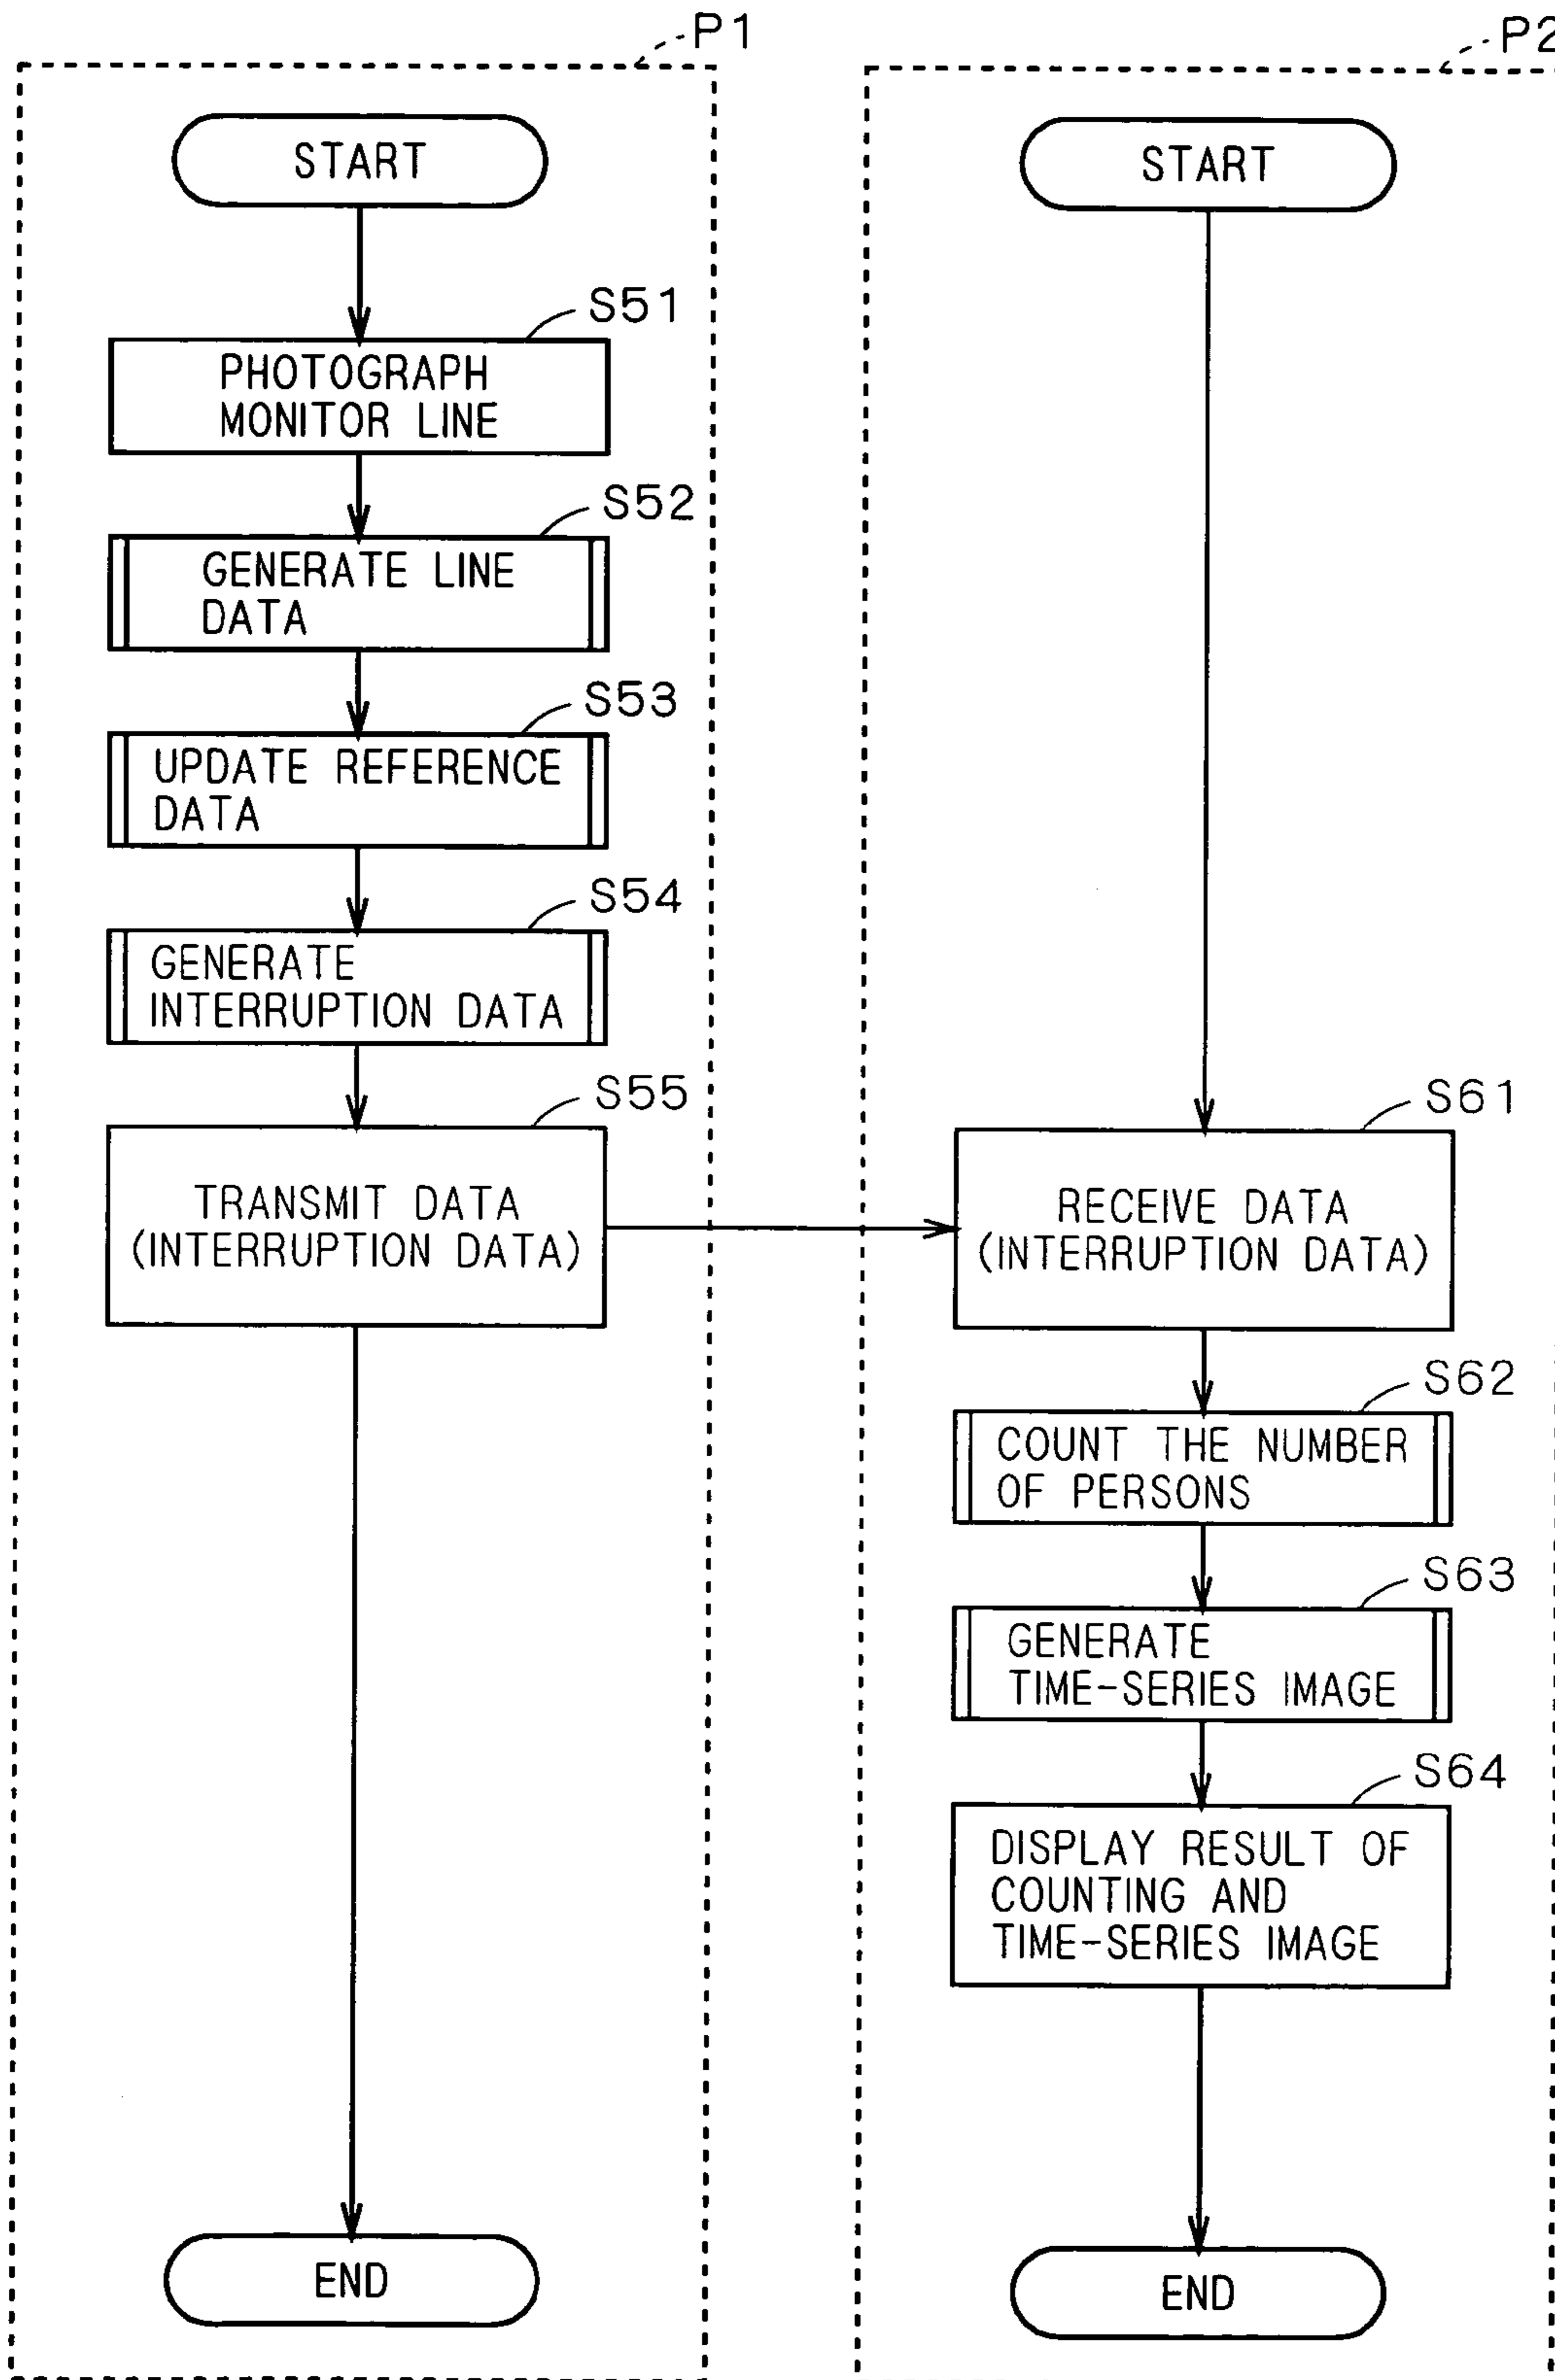 P1
START
S51
PHOTOGRAPH
MONITOR LINE
S52
GENERATE LINE
DATA
S53
UPDATE REFERENCE
DATA
S54
GENERATE
INTERRUPTION DATA
S55
TRANSMIT DATA
(INTERRUPTION DATA)
END
P2
START
S61
RECEIVE DATA
(INTERRUPTION DATA)
S62
COUNT THE NUMBER
OF PERSONS
S63
GENERATE
TIME-SERIES IMAGE
S64
DISPLAY RESULT OF
COUNTING AND
TIME-SERIES IMAGE
END